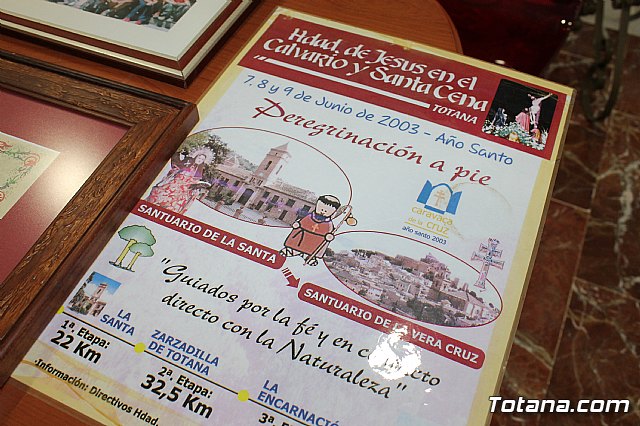 Hdad. de Jesus en el
Calvario y Santa Cena
TOTANA
7, 8 y 9 de Junio de 2003 - Año Santo
Peregrinación a pie
caravaca
de la CRUZ
año santo 2003
SANTUARIO DE LA SANTA
SANTUARIO DE LA VERA CRUZ
"Guiados por la fé y en contacto
directo con la Naturaleza"
LA
SANTA
1ª. Etapa:
22 Km
ZARZADILLA
DE TOTANA
2ª. Etapa:
32,5 Km
LA
3ª.
·Información: Directivos Hdad.
www.Totana.com